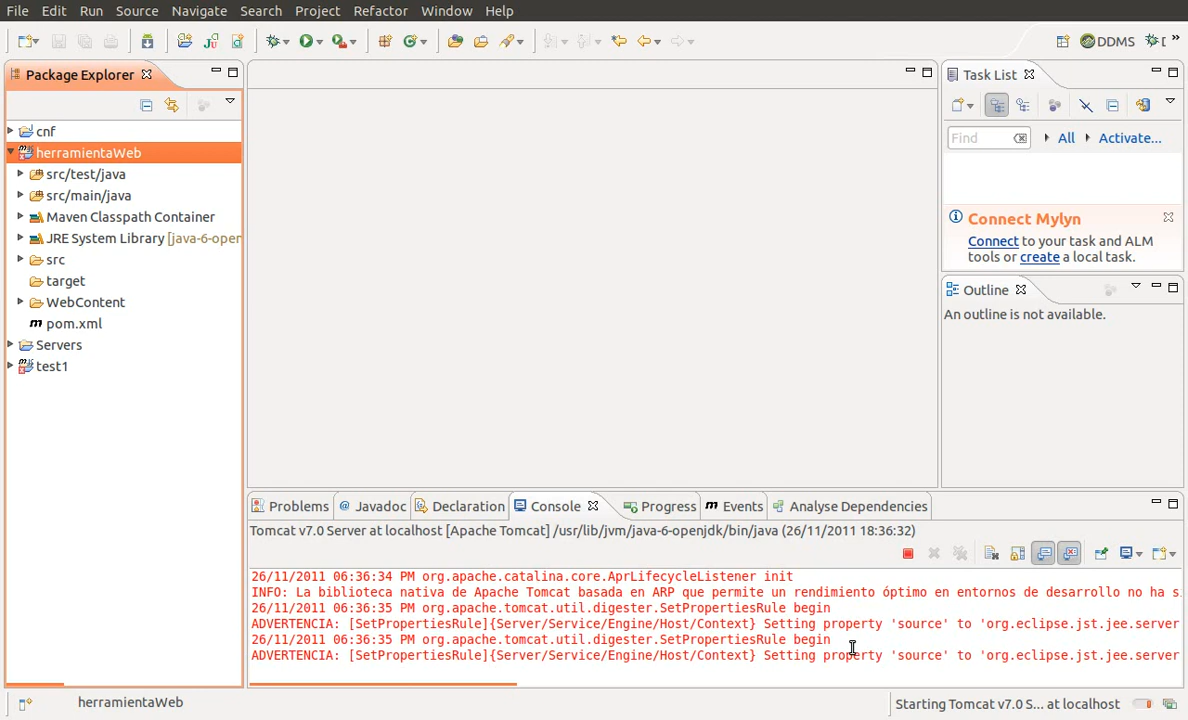 File Edit Run Source Navigate Search Project Refactor Window Help
DDMS
Package Explorer
Task List
cnf
herramientaWeb
src/test/java
src/main/java
Maven Classpath Container
JRE System Library [java-6-oper
src
target
WebContent
pom.xml
Servers
test1
Find All Activate...
Connect Mylyn
Connect to your task and ALM
tools or create a local task.
Outline
An outline is not available.
Problems Javadoc Declaration Console Progress Events Analyse Dependencies
Tomcat v7.0 Server at localhost [Apache Tomcat] /usr/lib/jvm/java-6-openjdk/bin/java (26/11/2011 18:36:32)
26/11/2011 06:36:34 PM org.apache.catalina.core.AprLifecycleListener init
INFO: La biblioteca nativa de Apache Tomcat basada en ARP que permite un rendimiento óptimo en entornos de desarrollo no ha s
26/11/2011 06:36:35 PM org.apache.tomcat.util.digester.SetPropertiesRule begin
ADVERTENCIA: [SetPropertiesRule]{Server/Service/Engine/Host/Context} Setting property 'source' to 'org.eclipse.jst.jee.server
26/11/2011 06:36:35 PM org.apache.tomcat.util.digester.SetPropertiesRule begin
ADVERTENCIA: [SetPropertiesRule]{Server/Service/Engine/Host/Context} Setting property 'source' to 'org.eclipse.jst.jee.server
herramientaWeb
Starting Tomcat v7.0 S... at localhost